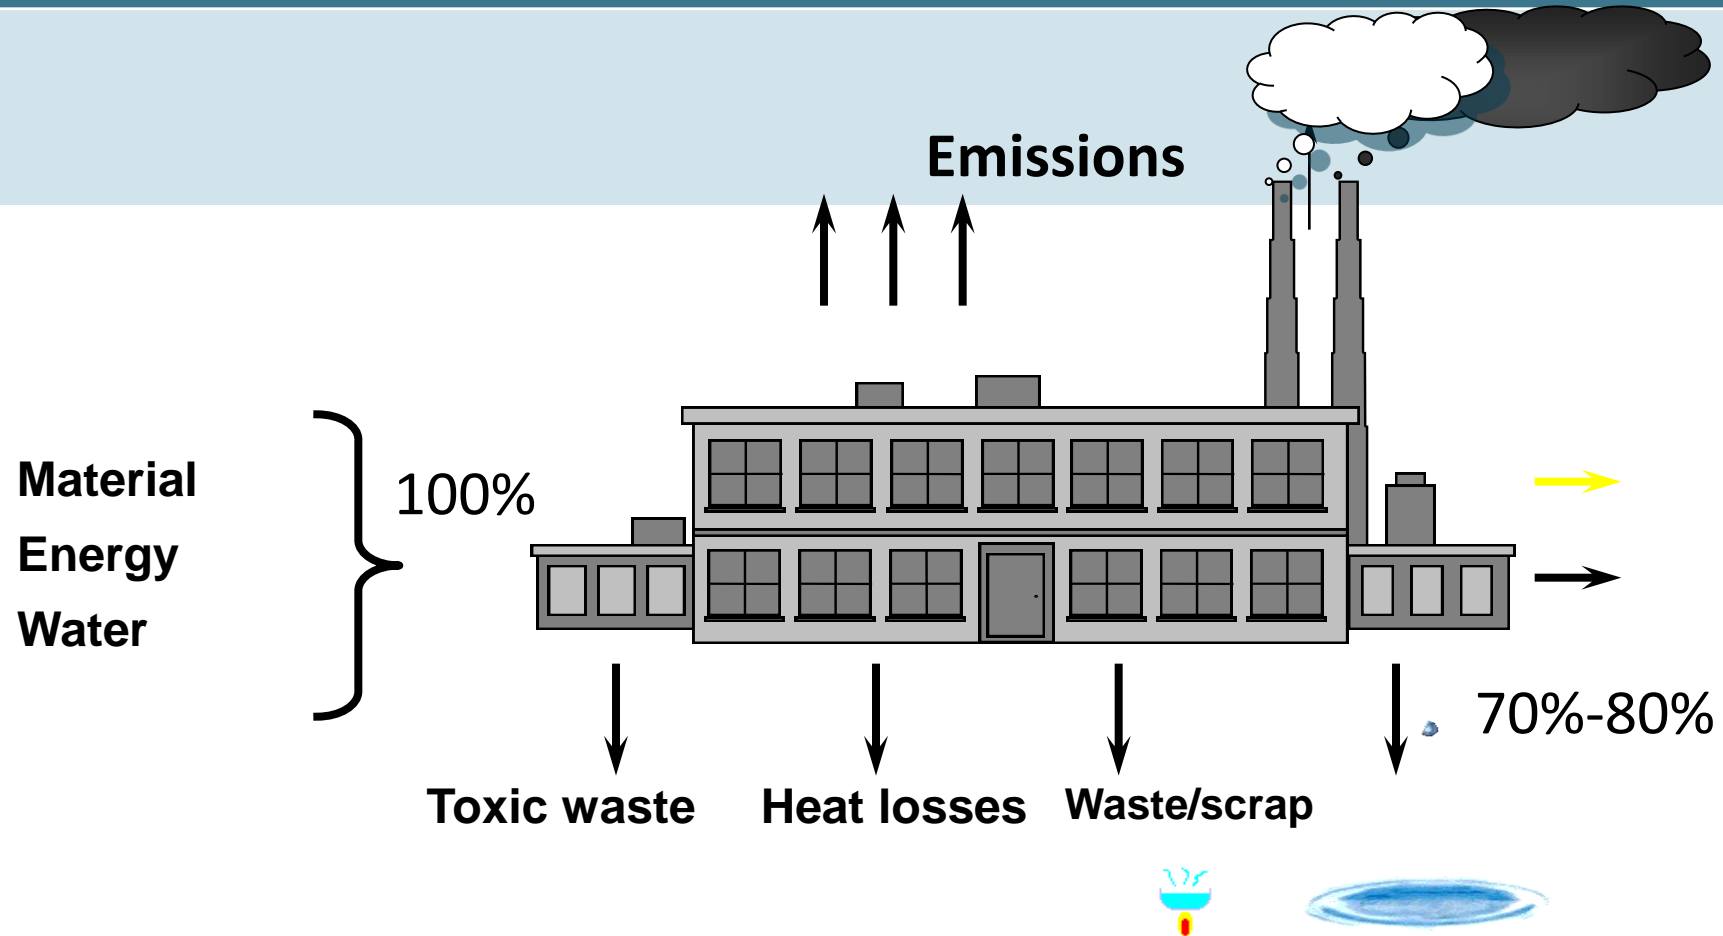 Emissions
Material
100%
Energy
Water
70%-80%
Toxic waste
Heat losses
Waste/scrap